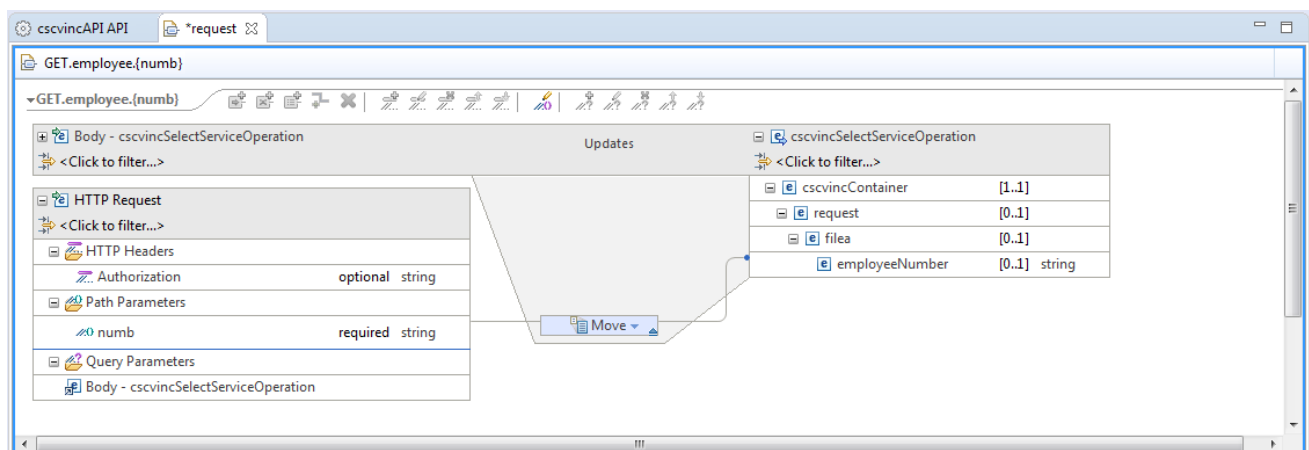 cscvincAPI API *request
GET.employee.{numb}
GET.employee.{numb}
Body - cscvincSelectServiceOperation
<Click to filter...>
Updates
cscvincSelectServiceOperation
<Click to filter...>
cscvincContainer [1..1]
request [0..1]
filea [0..1]
employeeNumber [0..1] string
HTTP Request
<Click to filter...>
HTTP Headers
Authorization optional string
Path Parameters
numb required string
Move
Query Parameters
Body - cscvincSelectServiceOperation